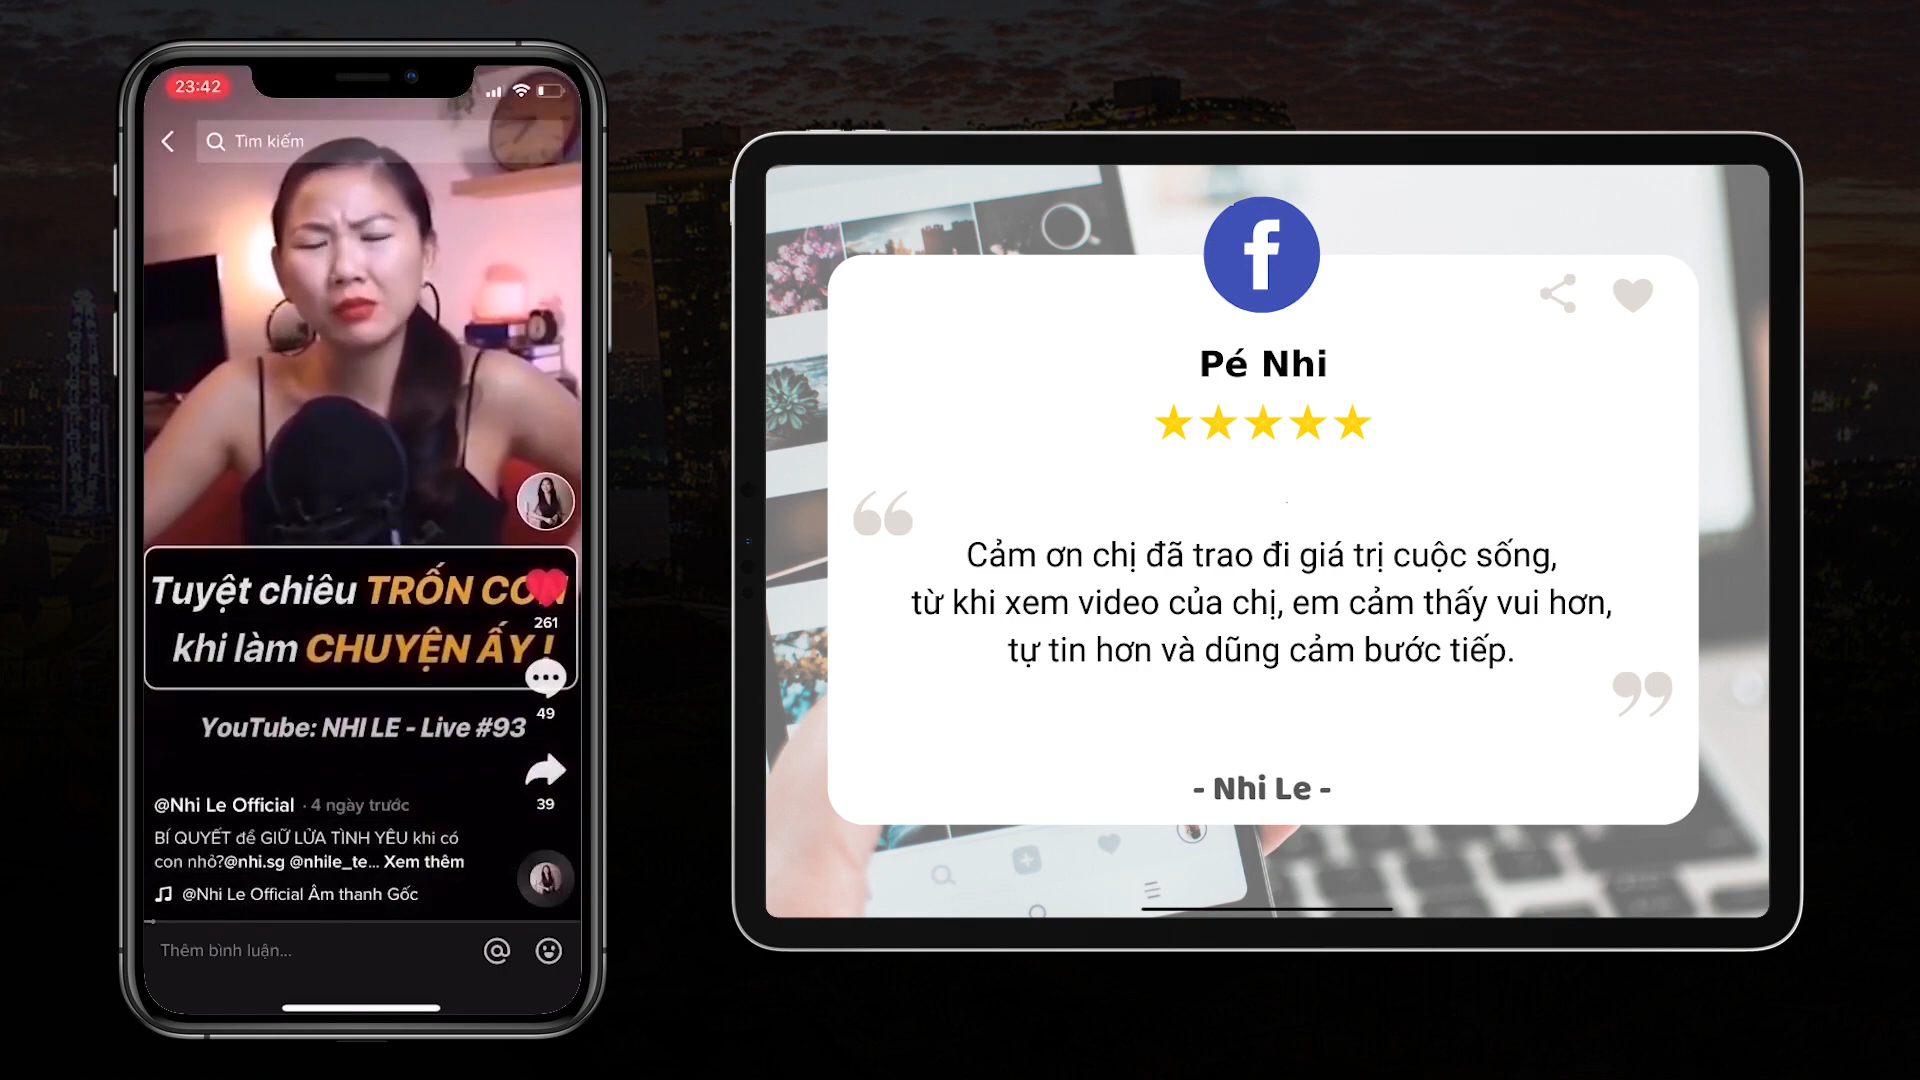 23:42
Tìm kiếm
Tuyệt chiêu TRỐN CON
khi làm CHUYỆN ẤY !
261
49
YouTube: NHI LE - Live #93
39
@Nhi Le Official · 4 ngày trước
BÍ QUYẾT để GIỮ LỬA TÌNH YÊU khi có
con nhỏ?@nhi.sg @nhile_te... Xem thêm
@Nhi Le Official Âm thanh Gốc
Thêm bình luận...
f
Pé Nhi
“
Cảm ơn chị đã trao đi giá trị cuộc sống,
từ khi xem video của chị, em cảm thấy vui hơn,
tự tin hơn và dũng cảm bước tiếp.
”
- Nhi Le -